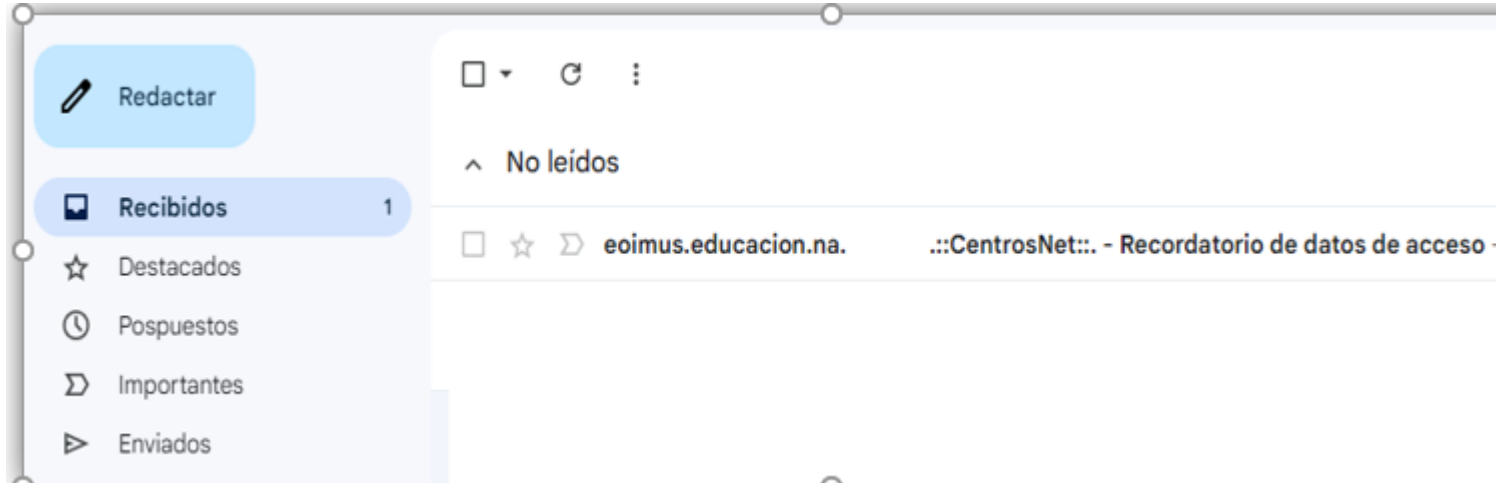 Redactar
No leídos
Recibidos 1
eoimus.educacion.na. .::CentrosNet::. - Recordatorio de datos de acceso -
Destacados
Pospuestos
Importantes
Enviados